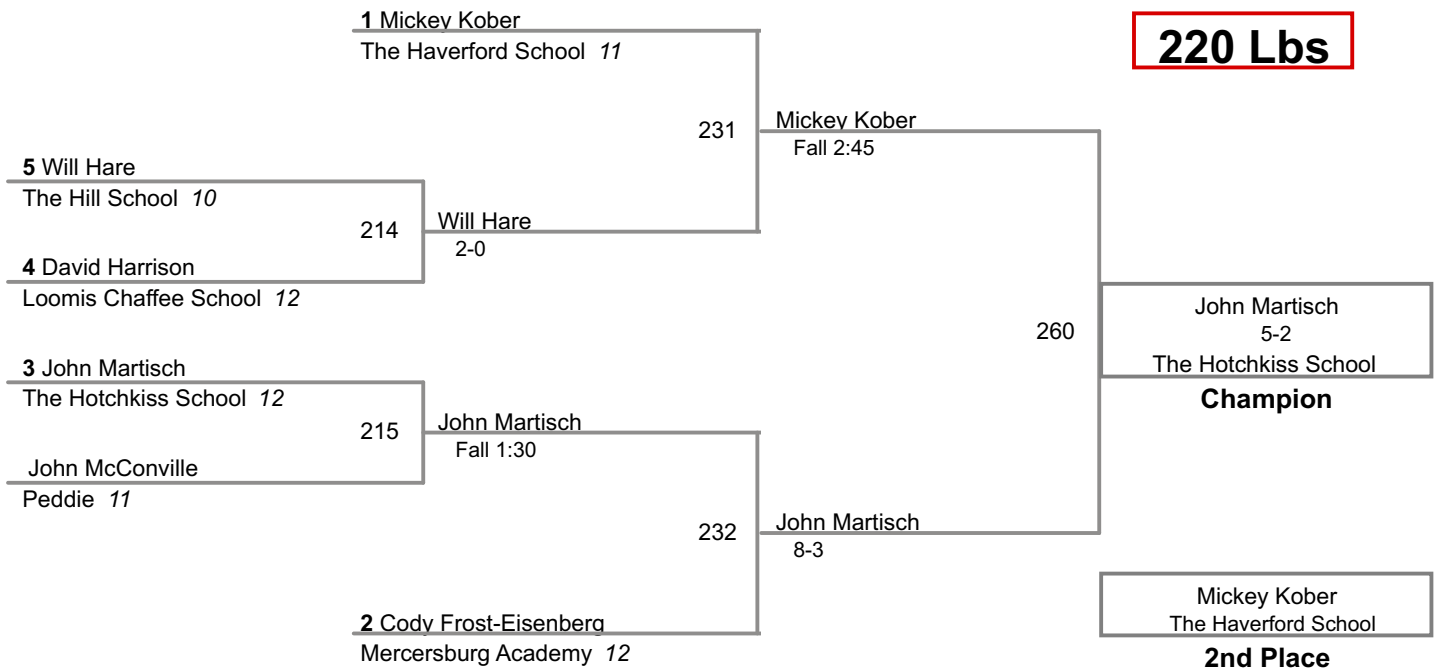 1 Mickey Kober
The Haverford School 11
220 Lbs
231
Mickey Kober
Fall 2:45
5 Will Hare
The Hill School 10
214
Will Hare
2-0
4 David Harrison
Loomis Chaffee School 12
260
John Martisch
5-2
The Hotchkiss School
Champion
3 John Martisch
The Hotchkiss School 12
215
John Martisch
Fall 1:30
John McConville
Peddie 11
232
John Martisch
8-3
2 Cody Frost-Eisenberg
Mercersburg Academy 12
Mickey Kober
The Haverford School
2nd Place